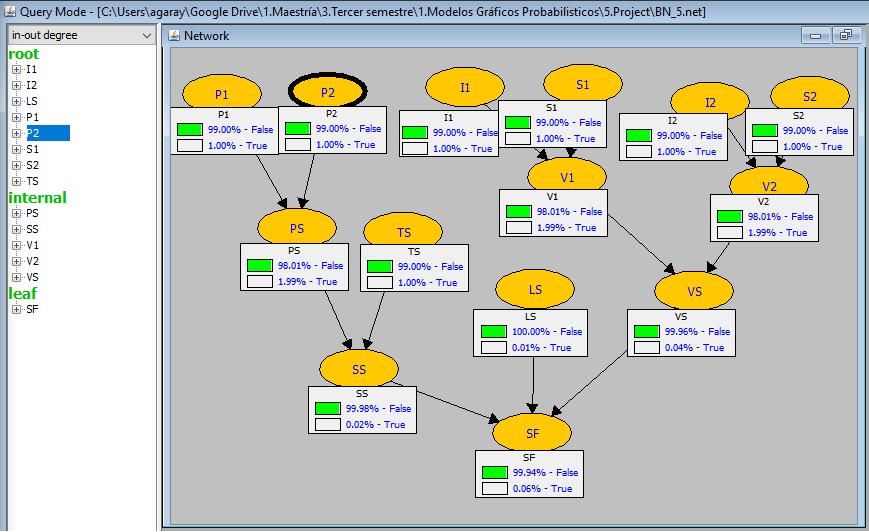 Query Mode - [C:\Users\agaray\Google Drive\1.Maestría\3.Tercer semestre\1.Modelos Gráficos Probabilisticos\5.Project\BN_5.net]
in-out degree
root
I1
I2
LS
P1
P2
S1
S2
TS
internal
PS
SS
V1
V2
VS
leaf
SF
Network
P1
P1
99.00% - False
1.00% - True
P2
P2
99.00% - False
1.00% - True
I1
I1
99.00% - False
1.00% - True
S1
S1
99.00% - False
1.00% - True
I2
I2
99.00% - False
1.00% - True
S2
S2
99.00% - False
1.00% - True
V1
V1
98.01% - False
1.99% - True
V2
V2
98.01% - False
1.99% - True
PS
PS
98.01% - False
1.99% - True
TS
TS
99.00% - False
1.00% - True
LS
LS
100.00% - False
0.01% - True
VS
VS
99.96% - False
0.04% - True
SS
SS
99.98% - False
0.02% - True
SF
SF
99.94% - False
0.06% - True